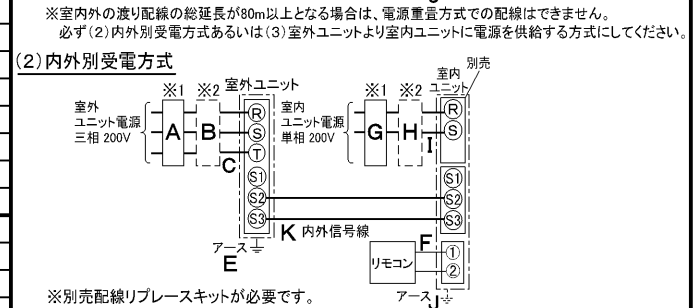 ※室内外の渡り配線の総延長が80m以上となる場合は、電源重畳方式での配線はできません。
必ず(2)内外別受電方式あるいは(3)室外ユニットより室内ユニットに電源を供給する方式にしてください。
(2)内外別受電方式
別売
※1 ※2 室外ユニット ※1 ※2 室内
ユニット
室外
ユニット電源
三相 200V
A B C
R
S
T
S1
S2
S3
室内
ユニット電源
単相 200V
G H I
R
S
S1
S2
S3
K 内外信号線
アース
E
リモコン
F
1
2
※別売配線リプレースキットが必要です。
アース J